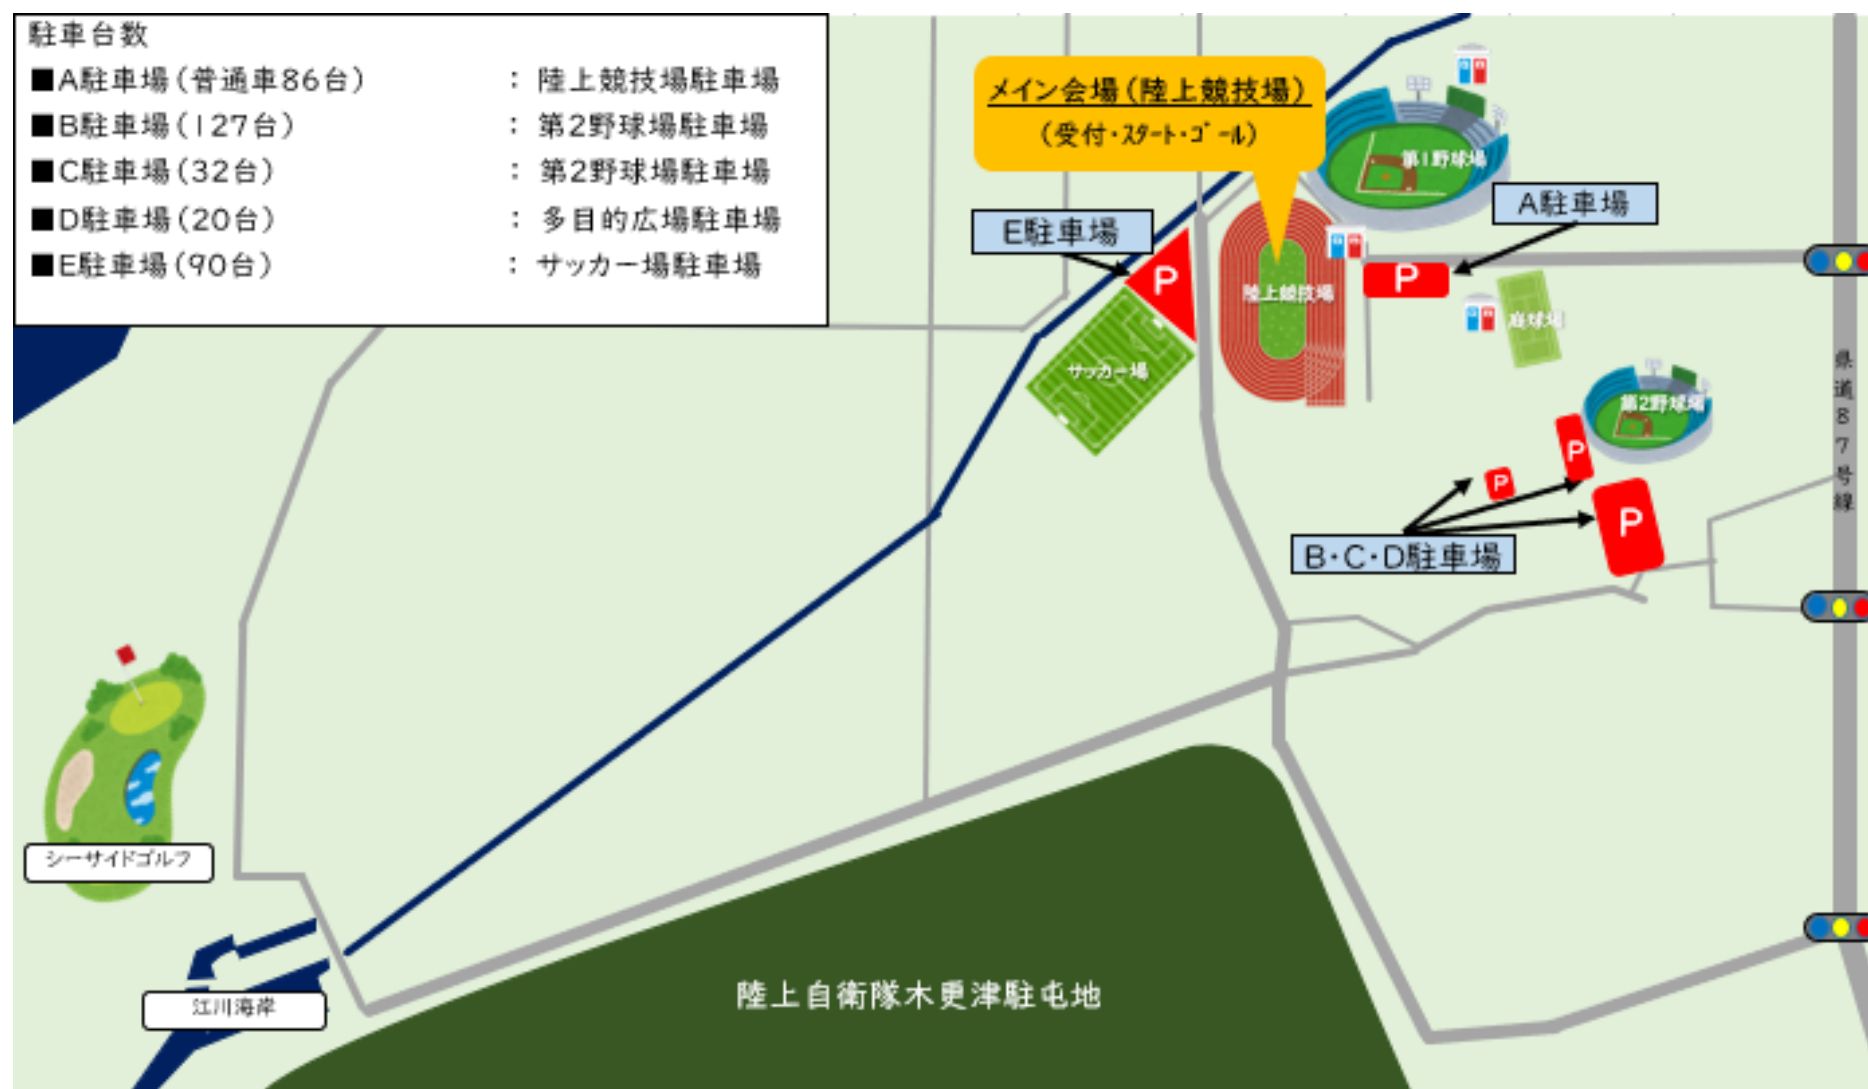 駐車台数
■A駐車場(普通車86台) : 陸上競技場駐車場
■B駐車場(127台) : 第2野球場駐車場
■C駐車場(32台) : 第2野球場駐車場
■D駐車場(20台) : 多目的広場駐車場
■E駐車場(90台) : サッカー場駐車場
メイン会場(陸上競技場)
(受付・スタート・ゴール)
第1野球場
A駐車場
E駐車場
P
P
陸上競技場
庭球場
サッカー場
県道87号線
第2野球場
P
P
P
B・C・D駐車場
シーサイドゴルフ
江川海岸
陸上自衛隊木更津駐屯地